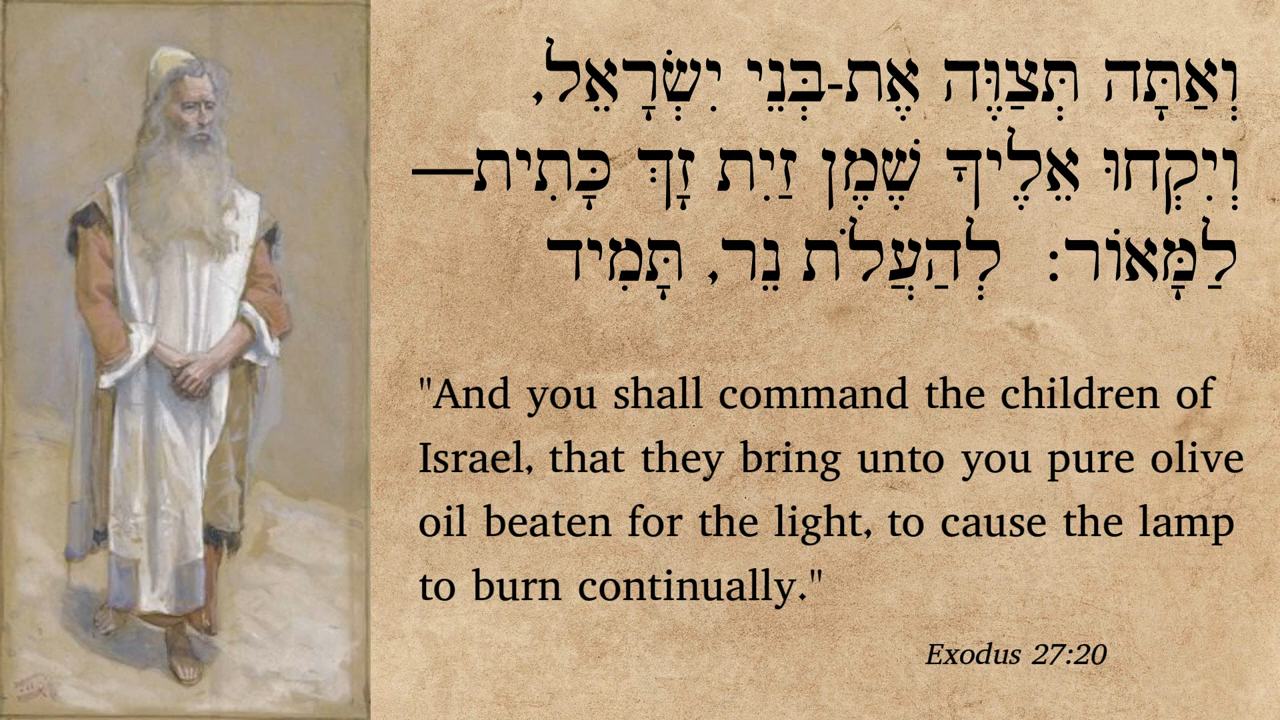 וְאַתָּה תְּצַוֶּה אֶת-בְּנֵי יִשְׂרָאֵל,
וְיִקְחוּ אֵלֶיךָ שֶׁמֶן זַיִת זָךְ כָּתִית—
לַמָּאוֹר: לְהַעֲלֹת נֵר, תָּמִיד
"And you shall command the children of
Israel, that they bring unto you pure olive
oil beaten for the light, to cause the lamp
to burn continually."
Exodus 27:20